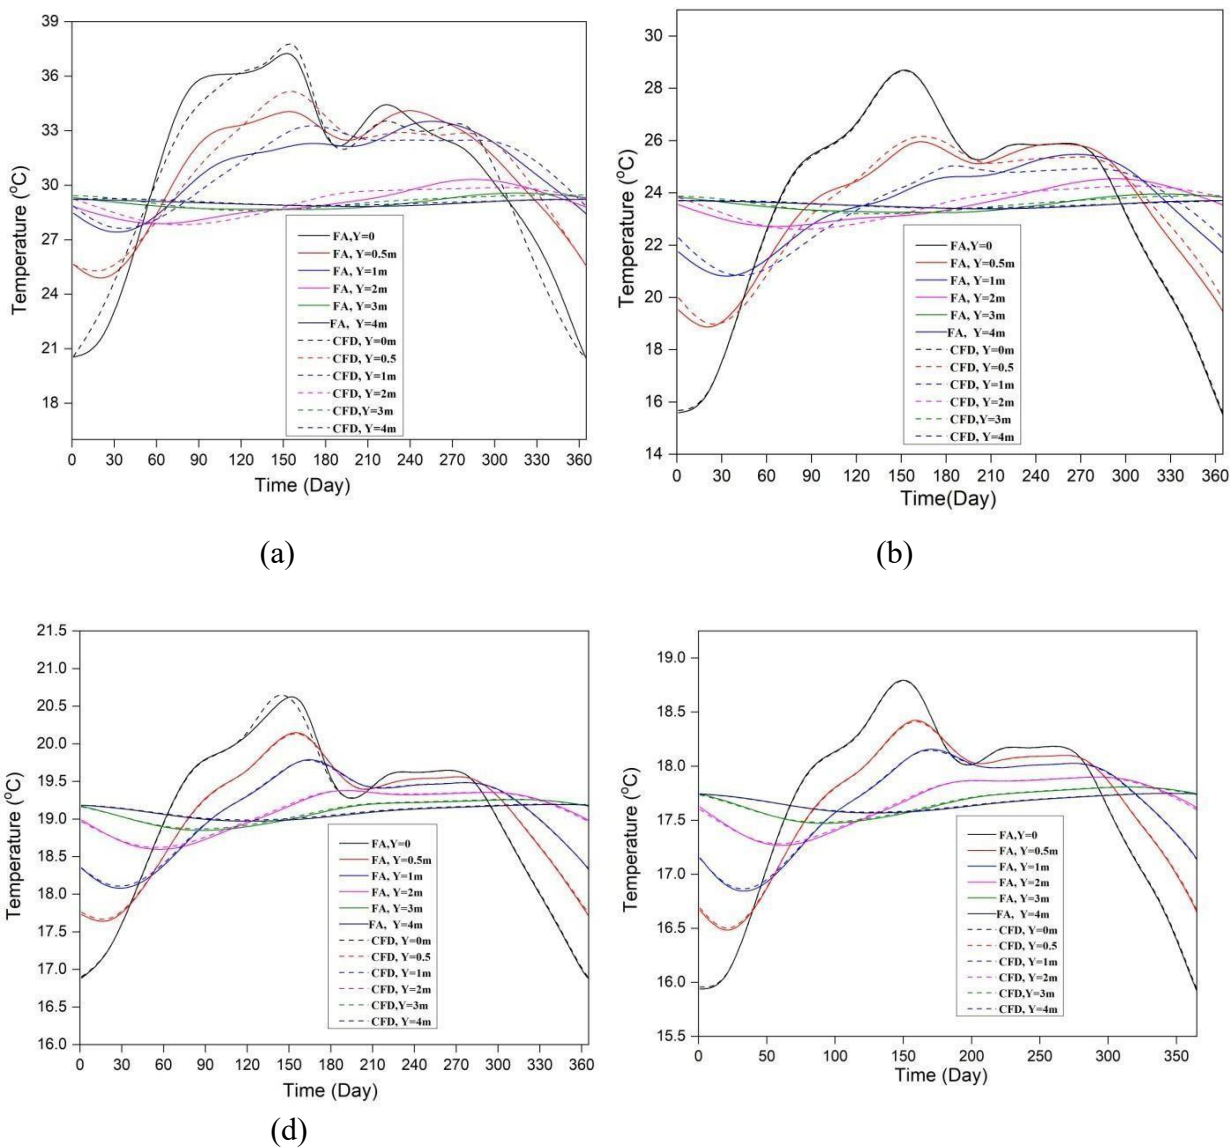 39
36
33
30
27
24
21
18
Temperature (°C)
FA,Y=0
FA, Y=0.5m
FA, Y=1m
FA, Y=2m
FA, Y=3m
FA, Y=4m
CFD, Y=0m
CFD, Y=0.5
CFD, Y=1m
CFD, Y=2m
CFD,Y=3m
CFD, Y=4m
0 30 60 90 120 150 180 210 240 270 300 330 360
Time (Day)
(a)
30
28
26
24
22
20
18
16
14
Temperature (°C)
FA,Y=0
FA, Y=0.5m
FA, Y=1m
FA, Y=2m
FA, Y=3m
FA, Y=4m
CFD, Y=0m
CFD, Y=0.5
CFD, Y=1m
CFD, Y=2m
CFD,Y=3m
CFD, Y=4m
0 30 60 90 120 150 180 210 240 270 300 330 360
Time(Day)
(b)
21.5
21.0
20.5
20.0
19.5
19.0
18.5
18.0
17.5
17.0
16.5
16.0
Temperature (°C)
FA,Y=0
FA, Y=0.5m
FA, Y=1m
FA, Y=2m
FA, Y=3m
FA, Y=4m
CFD, Y=0m
CFD, Y=0.5
CFD, Y=1m
CFD, Y=2m
CFD,Y=3m
CFD, Y=4m
0 30 60 90 120 150 180 210 240 270 300 330 360
Time (Day)
(d)
19.0
18.5
18.0
17.5
17.0
16.5
16.0
15.5
Temperature (°C)
FA,Y=0
FA, Y=0.5m
FA, Y=1m
FA, Y=2m
FA, Y=3m
FA, Y=4m
CFD, Y=0m
CFD, Y=0.5
CFD, Y=1m
CFD, Y=2m
CFD,Y=3m
CFD, Y=4m
0 50 100 150 200 250 300 350
Time (Day)